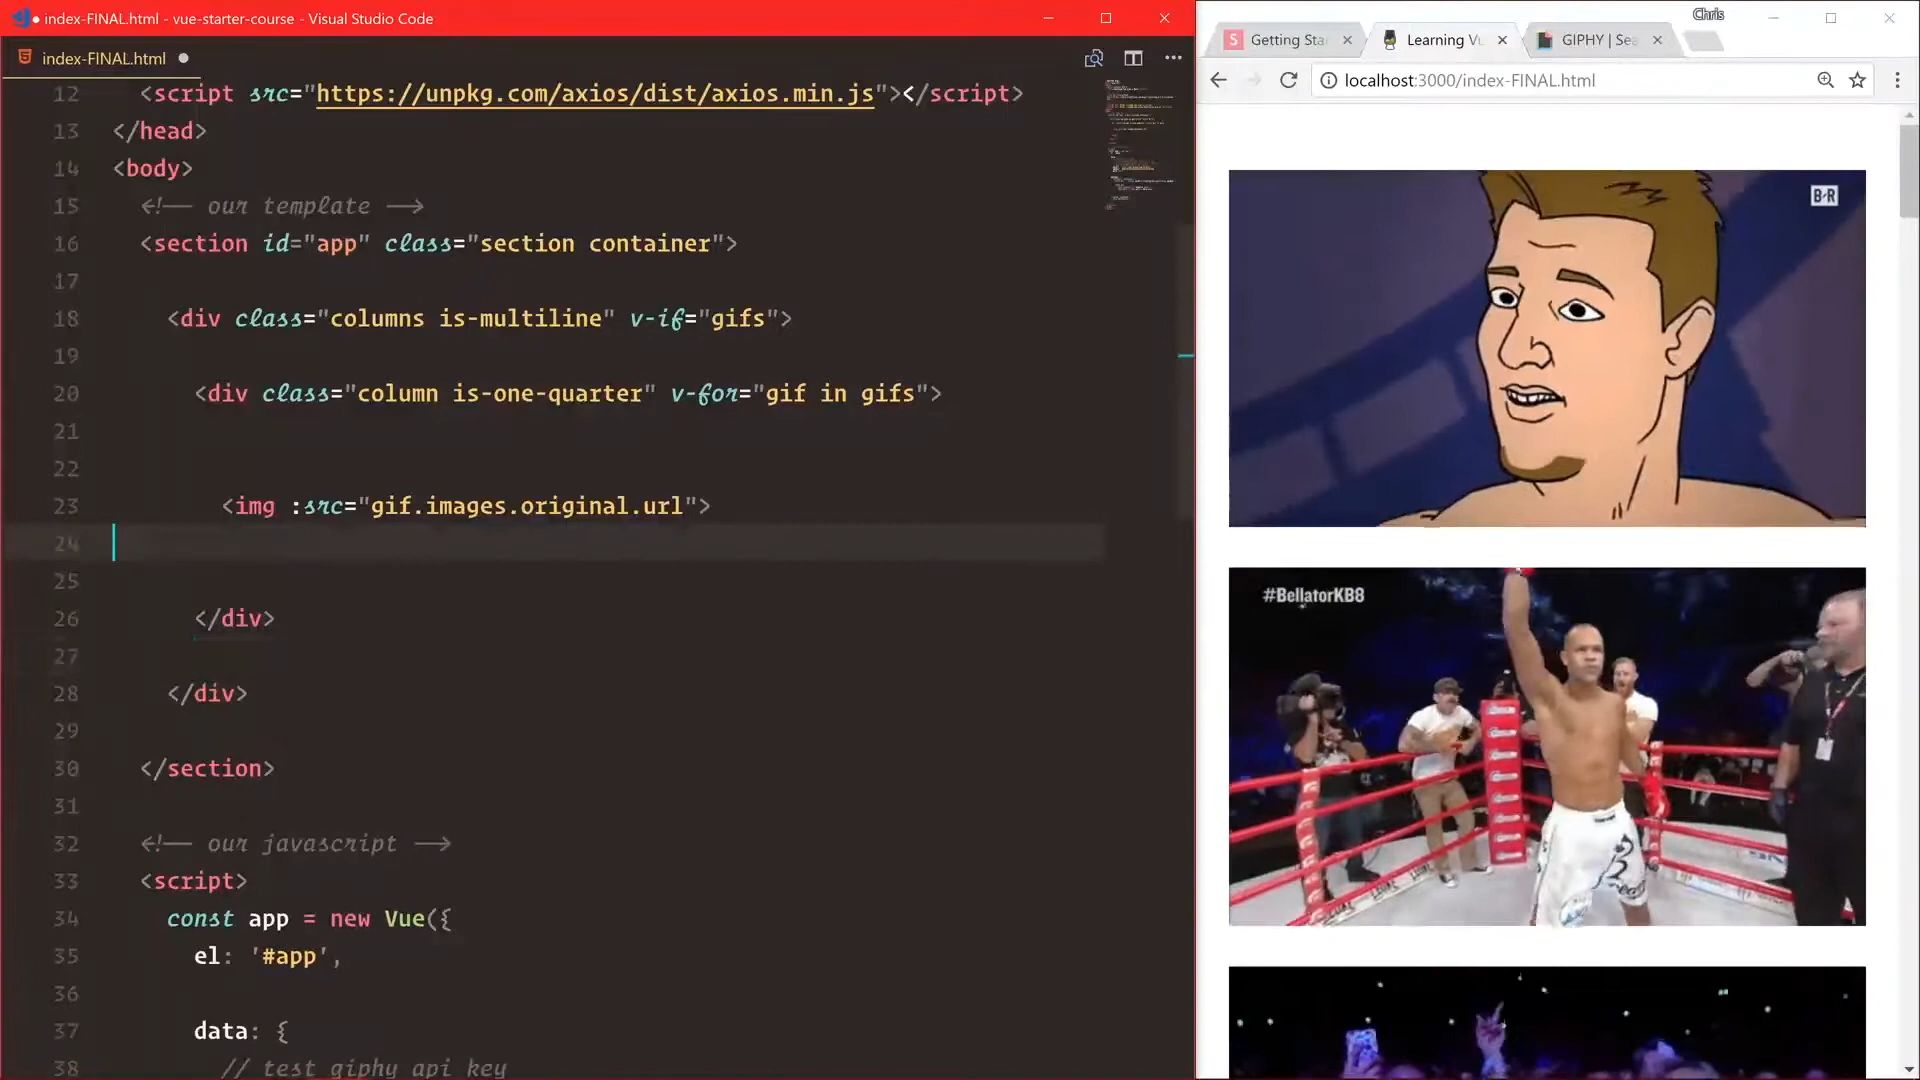 index-FINAL.html - vue-starter-course - Visual Studio Code
index-FINAL.html
12 <script src="https://unpkg.com/axios/dist/axios.min.js"></script>
13 </head>
14 <body>
15 <!-- our template -->
16 <section id="app" class="section container">
17
18 <div class="columns is-multiline" v-if="gifs">
19
20 <div class="column is-one-quarter" v-for="gif in gifs">
21
22
23 <img :src="gif.images.original.url">
24
25
26 </div>
27
28 </div>
29
30 </section>
31
32 <!-- our javascript -->
33 <script>
34 const app = new Vue({
35 el: '#app',
36
37 data: {
38 // test giphy api key
Chris
Getting Sta
Learning Vu
GIPHY | Sea
localhost:3000/index-FINAL.html
B·R
#BellatorKB8